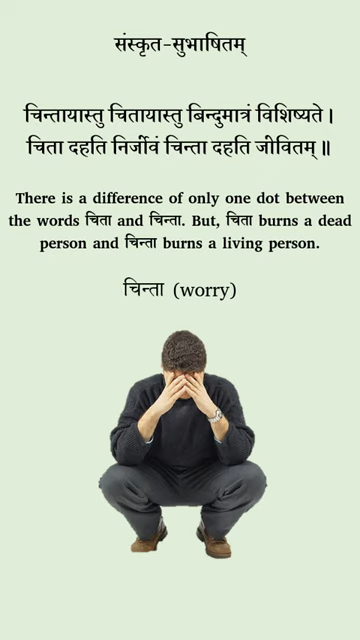 संस्कृत-सुभाषितम्
चिन्तायास्तु चितायास्तु बिन्दुमात्रं विशिष्यते ।
चिता दहति निर्जीवं चिन्ता दहति जीवितम् ॥
There is a difference of only one dot between
the words चिता and चिन्ता. But, चिता burns a dead
person and चिन्ता burns a living person.
चिन्ता (worry)